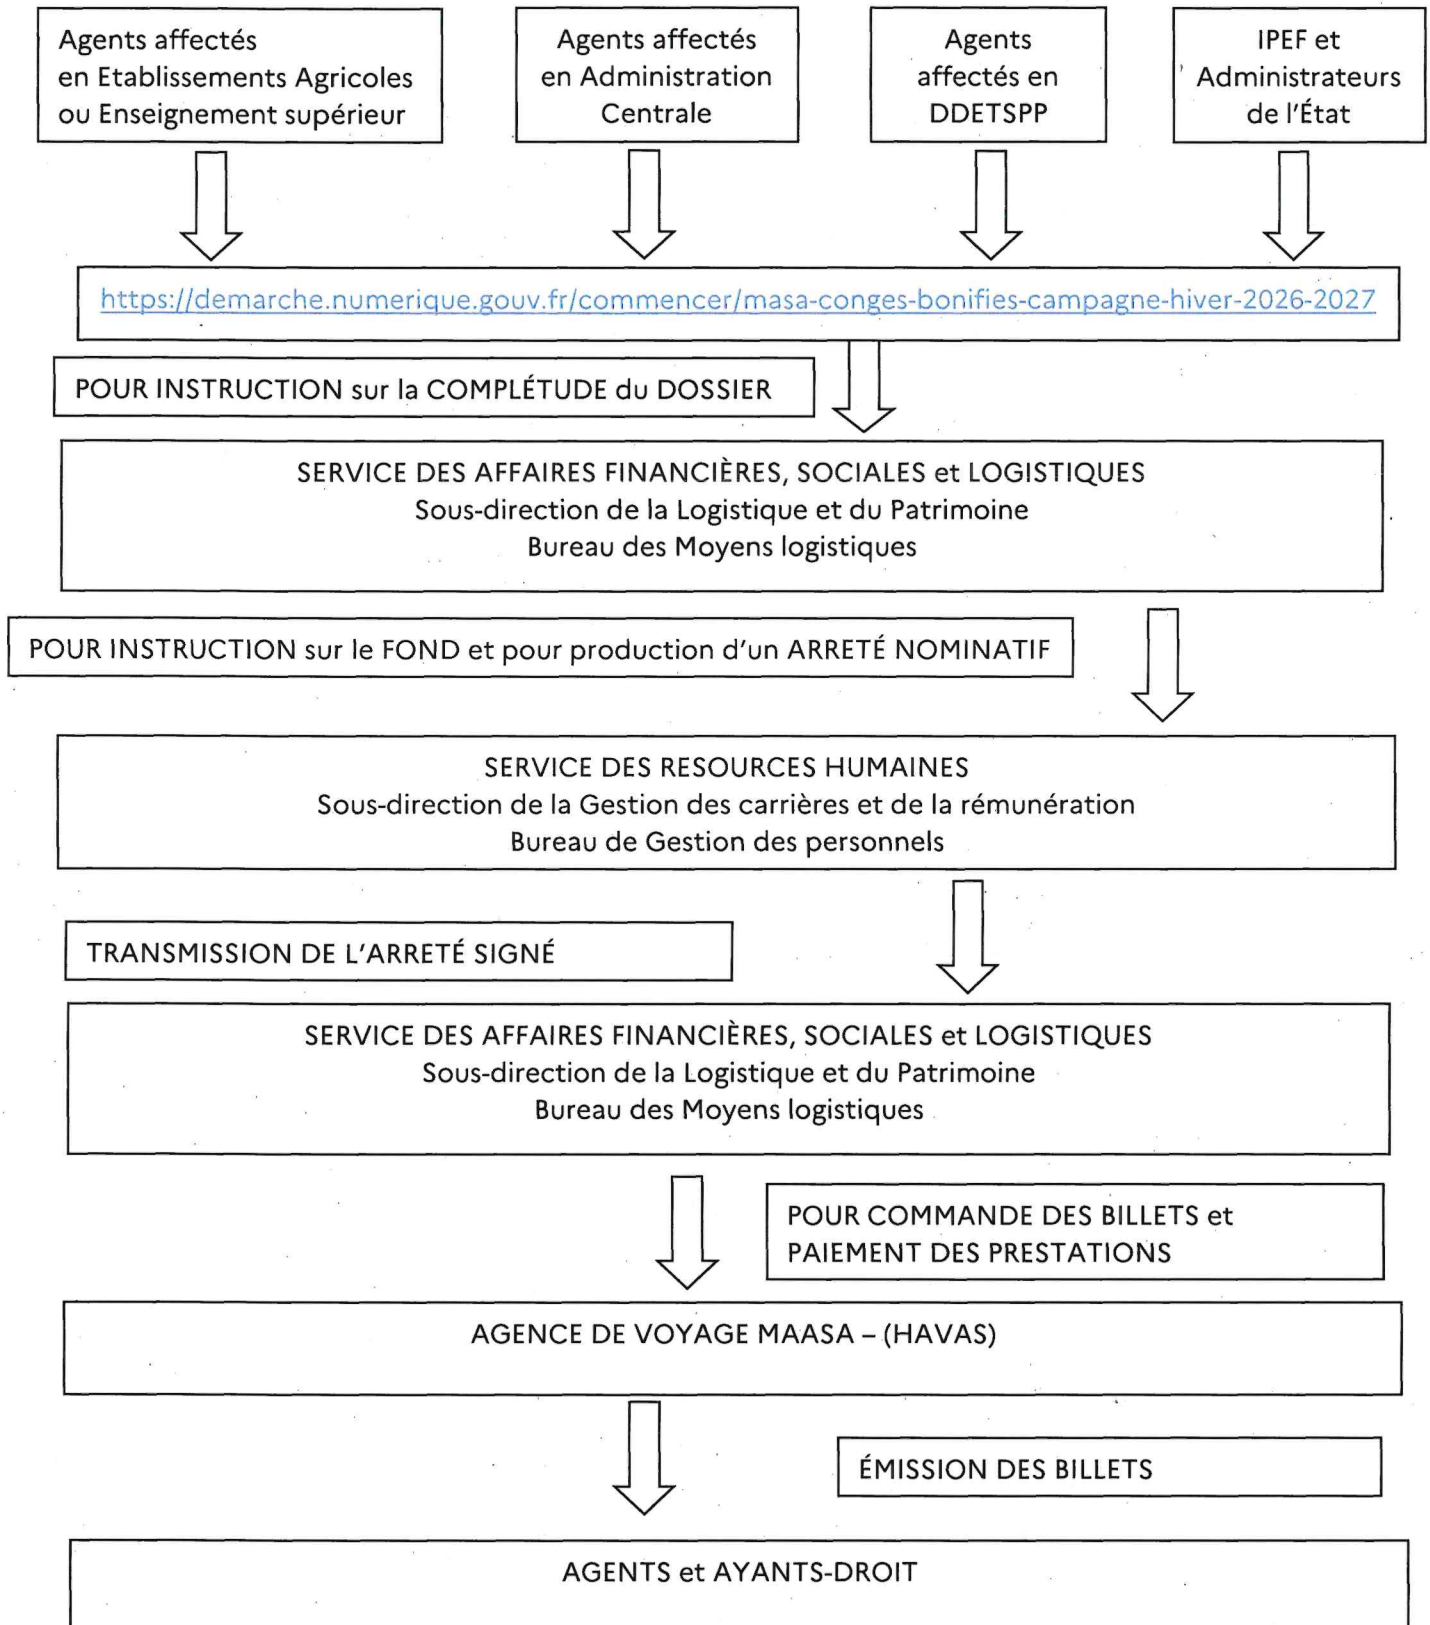 Agents affectés
en Etablissements Agricoles
ou Enseignement supérieur
Agents affectés
en Administration
Centrale
Agents
affectés en
DDETSPP
IPEF et
Administrateurs
de l'État
https://demarche.numerique.gouv.fr/commencer/masa-conges-bonifies-campagne-hiver-2026-2027
POUR INSTRUCTION sur la COMPLÉTUDE du DOSSIER
SERVICE DES AFFAIRES FINANCIÈRES, SOCIALES et LOGISTIQUES
Sous-direction de la Logistique et du Patrimoine
Bureau des Moyens logistiques
POUR INSTRUCTION sur le FOND et pour production d'un ARRETÉ NOMINATIF
SERVICE DES RESOURCES HUMAINES
Sous-direction de la Gestion des carrières et de la rémunération
Bureau de Gestion des personnels
TRANSMISSION DE L'ARRETÉ SIGNÉ
SERVICE DES AFFAIRES FINANCIÈRES, SOCIALES et LOGISTIQUES
Sous-direction de la Logistique et du Patrimoine
Bureau des Moyens logistiques
POUR COMMANDE DES BILLETS et
PAIEMENT DES PRESTATIONS
AGENCE DE VOYAGE MAASA – (HAVAS)
ÉMISSION DES BILLETS
AGENTS et AYANTS-DROIT